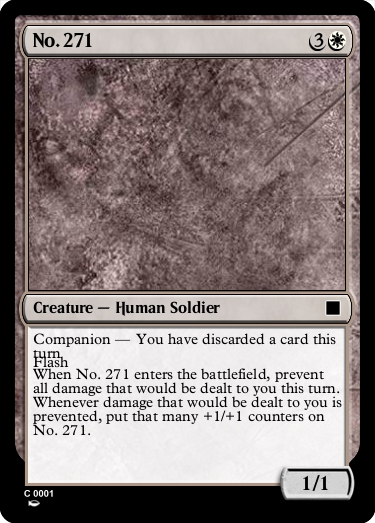 No. 271
3
Creature — Human Soldier
Companion — You have discarded a card this
turn.
Flash
When No. 271 enters the battlefield, prevent
all damage that would be dealt to you this turn.
Whenever damage that would be dealt to you is
prevented, put that many +1/+1 counters on
No. 271.
1/1
C 0001